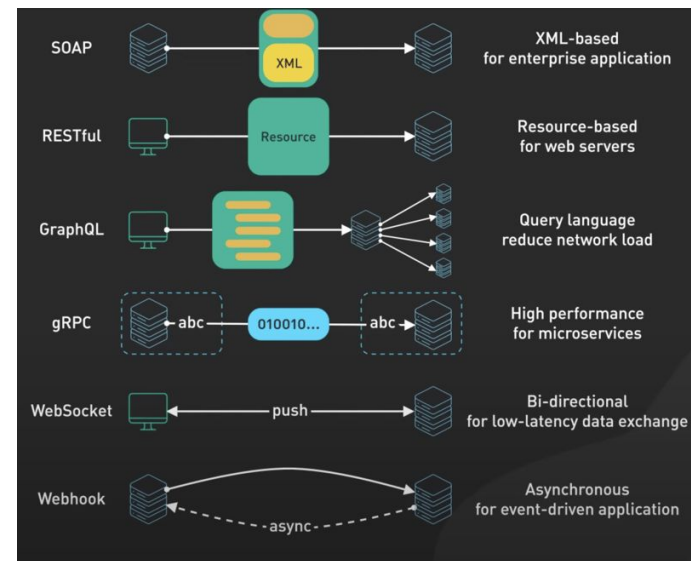 SOAP
XML
XML-based
for enterprise application
RESTful
Resource
Resource-based
for web servers
GraphQL
Query language
reduce network load
gRPC
abc
010010...
abc
High performance
for microservices
WebSocket
push
Bi-directional
for low-latency data exchange
Webhook
async
Asynchronous
for event-driven application